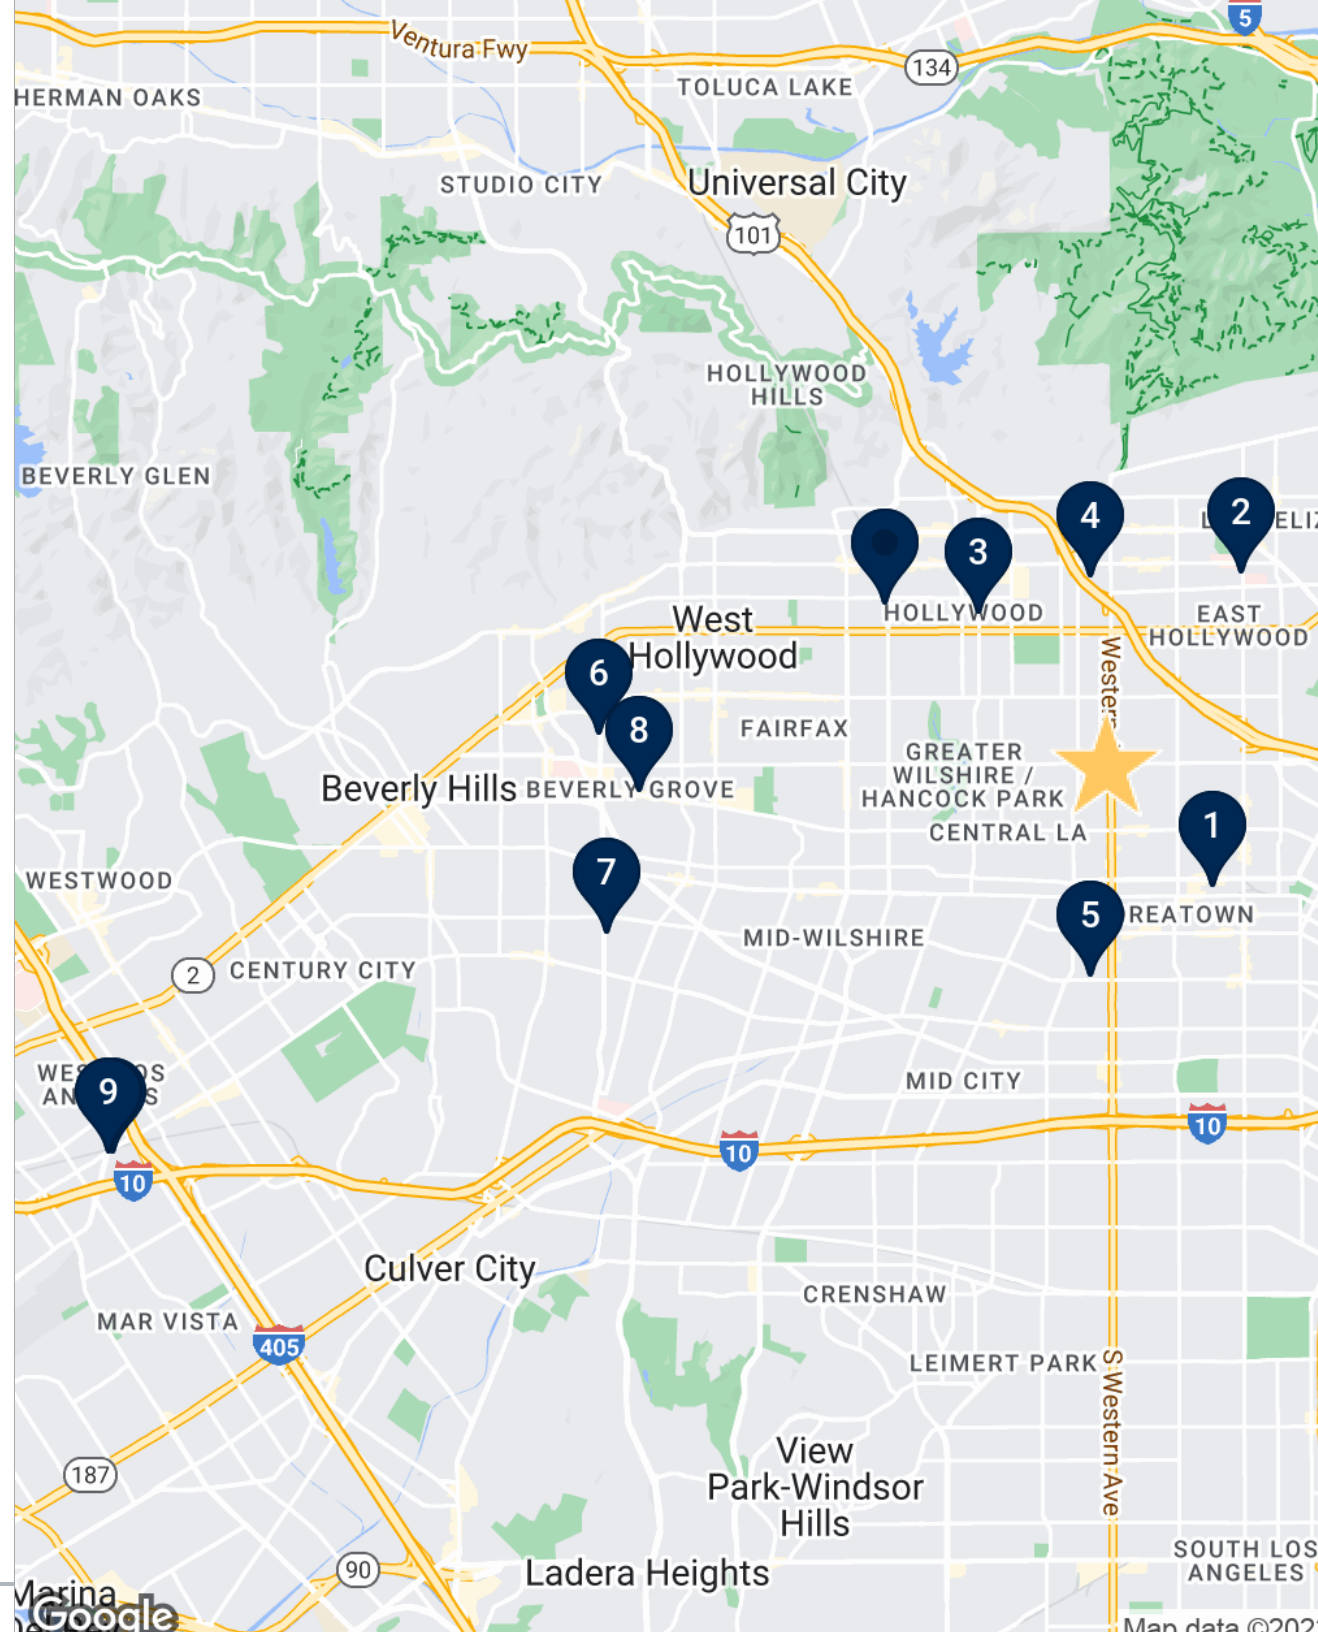 5
Ventura Fwy
134
HERMAN OAKS
TOLUCA LAKE
STUDIO CITY
Universal City
101
HOLLYWOOD
HILLS
BEVERLY GLEN
4
2
3
HOLLYWOOD
EAST
HOLLYWOOD
West
Hollywood
Western
6
8
FAIRFAX
GREATER
WILSHIRE /
HANCOCK PARK
Beverly Hills
BEVERLY GROVE
CENTRAL LA
1
7
WESTWOOD
5
REATOWN
MID-WILSHIRE
2
CENTURY CITY
9
MID CITY
10
10
10
Culver City
CRENSHAW
MAR VISTA
405
LEIMERT PARK
S Western Ave
187
View
Park-Windsor
Hills
SOUTH LOS
ANGELES
90
Ladera Heights
Marina
Google
Map data ©202